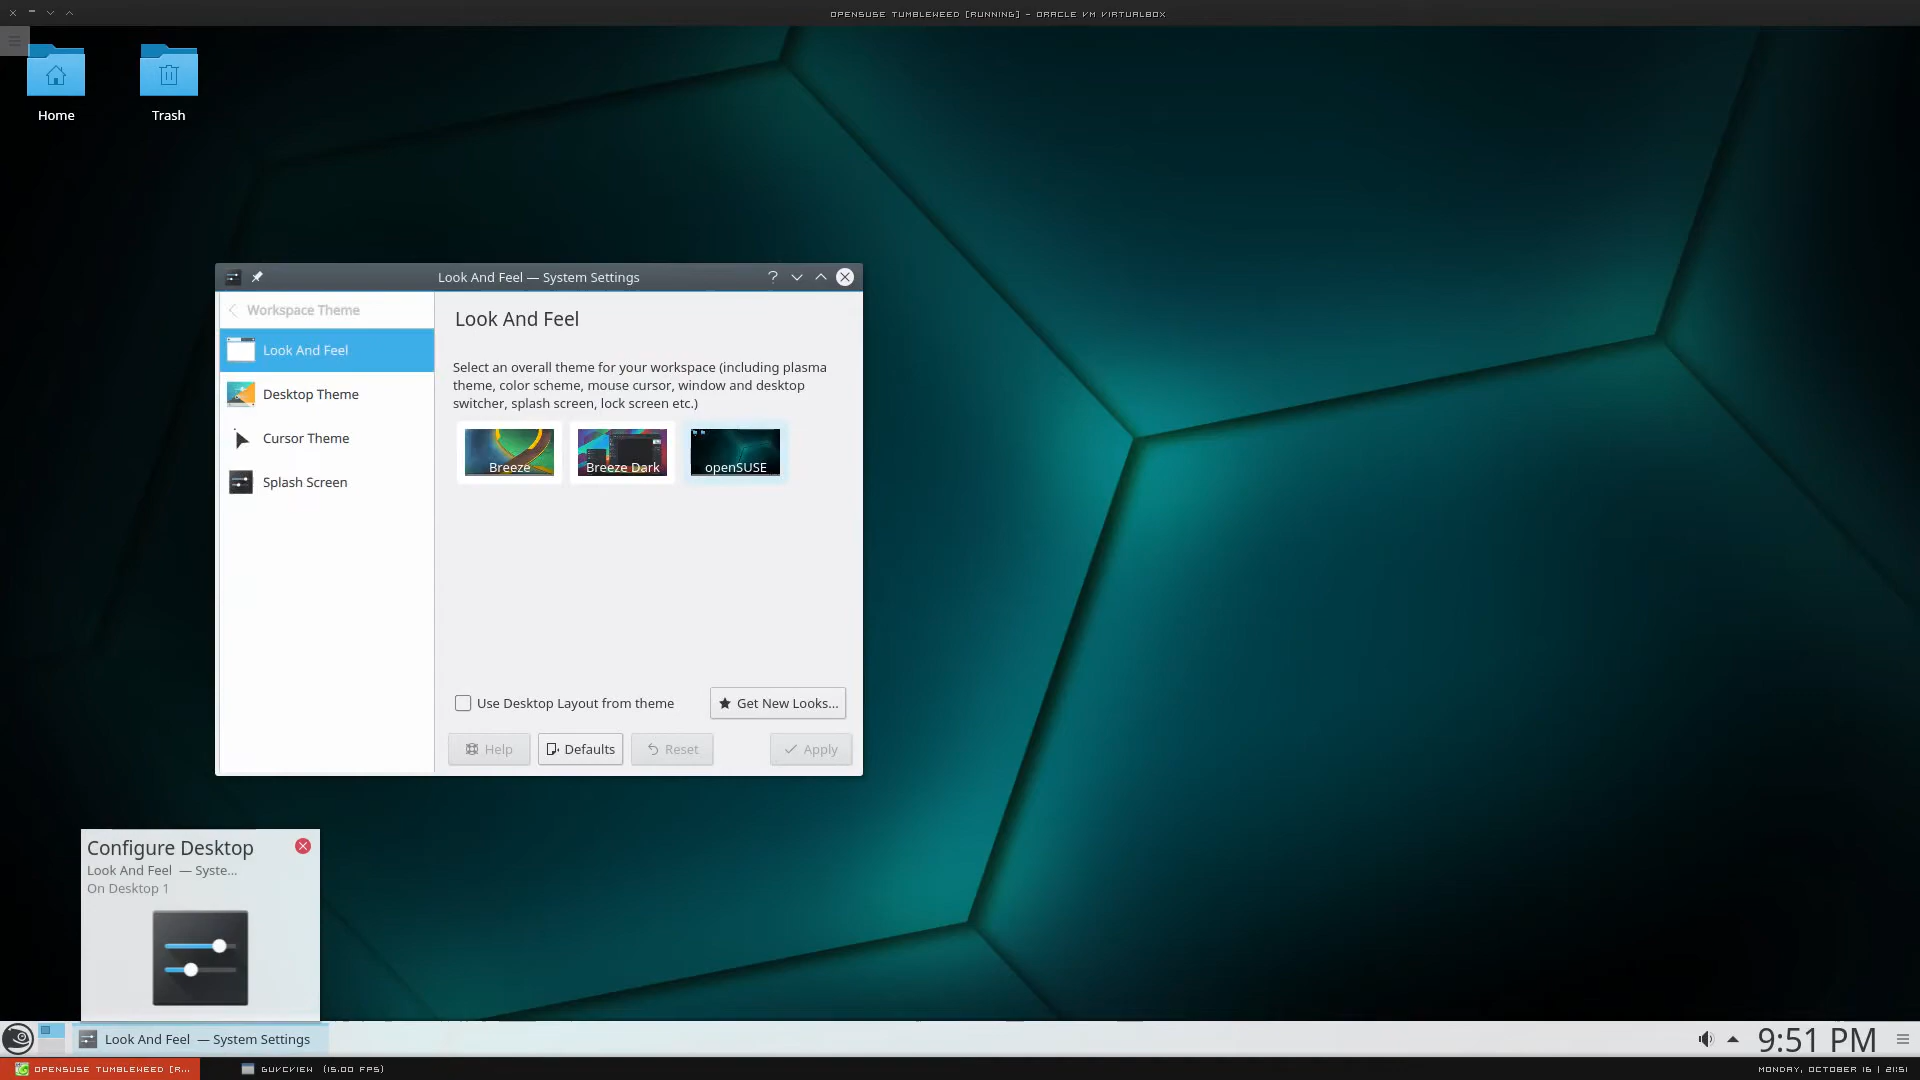 OPENSUSE TUMBLEWEED [RUNNING] - ORACLE VM VIRTUALBOX
Home
Trash
Look And Feel — System Settings
Workspace Theme
Look And Feel
Desktop Theme
Cursor Theme
Splash Screen
Look And Feel
Select an overall theme for your workspace (including plasma
theme, color scheme, mouse cursor, window and desktop
switcher, splash screen, lock screen etc.)
Breeze
Breeze Dark
openSUSE
Use Desktop Layout from theme
Get New Looks...
Help
Defaults
Reset
Apply
Configure Desktop
Look And Feel — Syste...
On Desktop 1
Look And Feel — System Settings
9:51 PM
OPENSUSE TUMBLEWEED [R...
GUVCVIEW (15.00 FPS)
MONDAY, OCTOBER 16 | 21:51